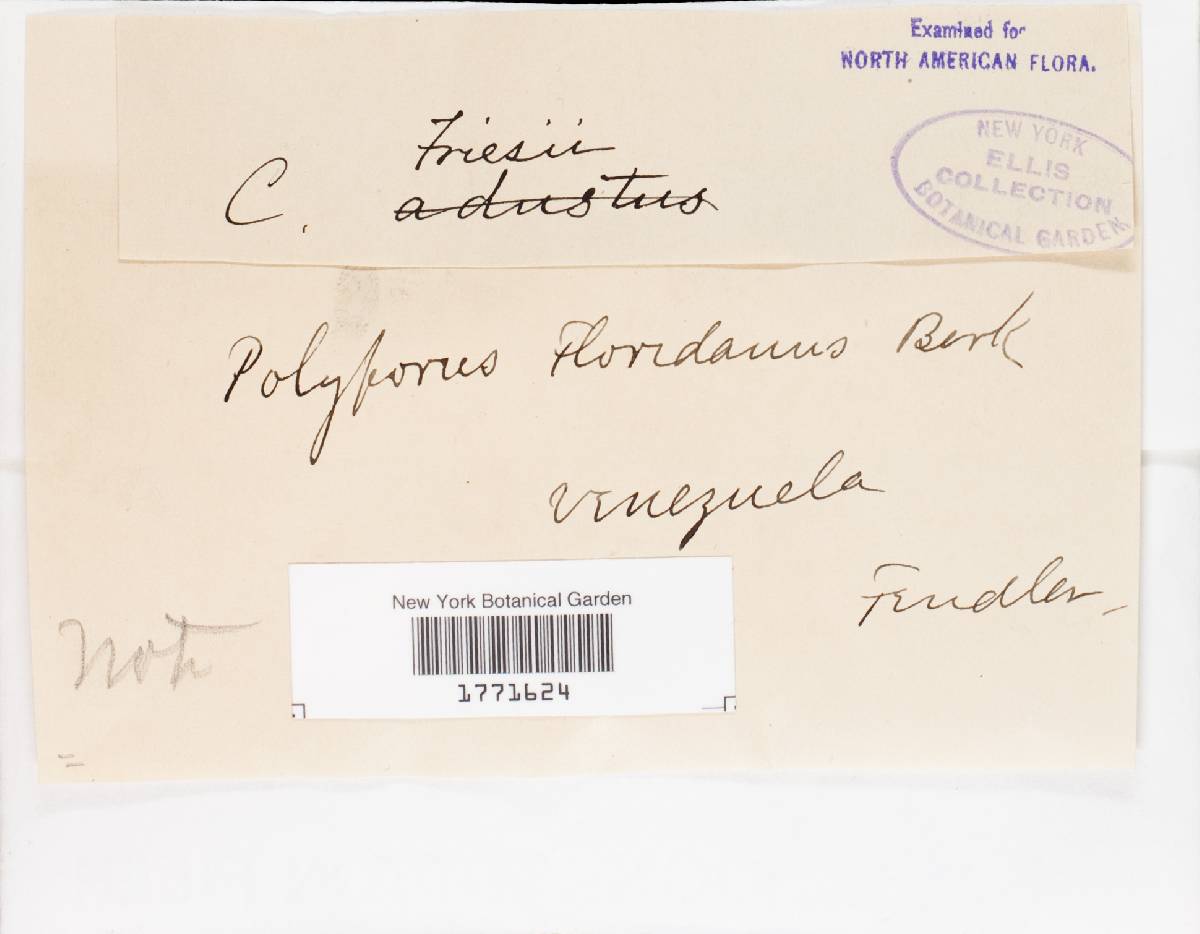 Examined for
NORTH AMERICAN FLORA.
NEW YORK
ELLIS
COLLECTION
BOTANICAL GARDEN
Friesii
C. adustus
Polyporus Floridanus Berk
Venezuela
Fendler,
Not
=
New York Botanical Garden
1771624